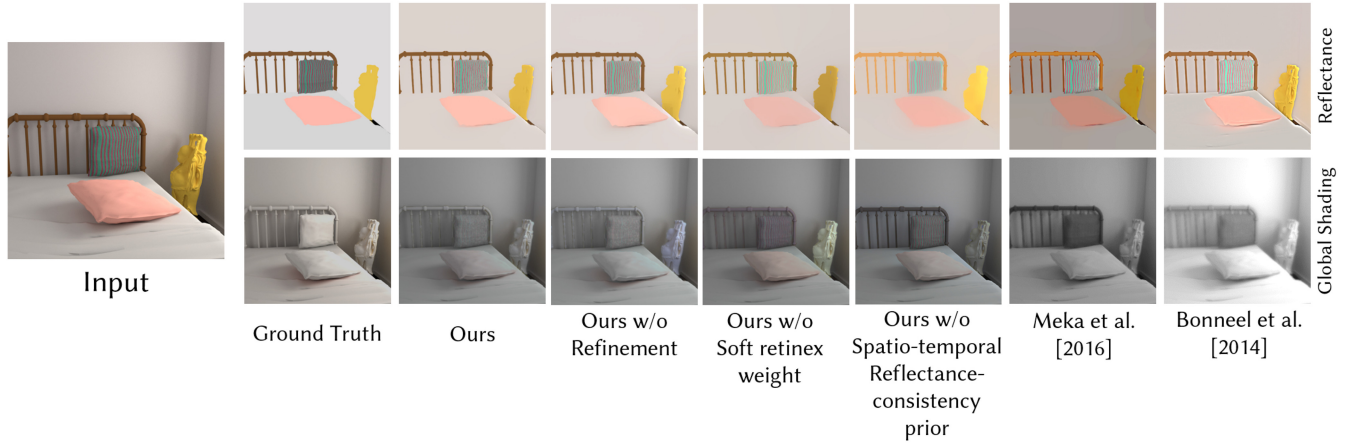 Reflectance
Input
Global Shading
Ground Truth
Ours
Ours w/o
Refinement
Ours w/o
Soft retinex
weight
Ours w/o
Spatio-temporal
Reflectance-
consistency
prior
Meka et al.
[2016]
Bonneel et al.
[2014]